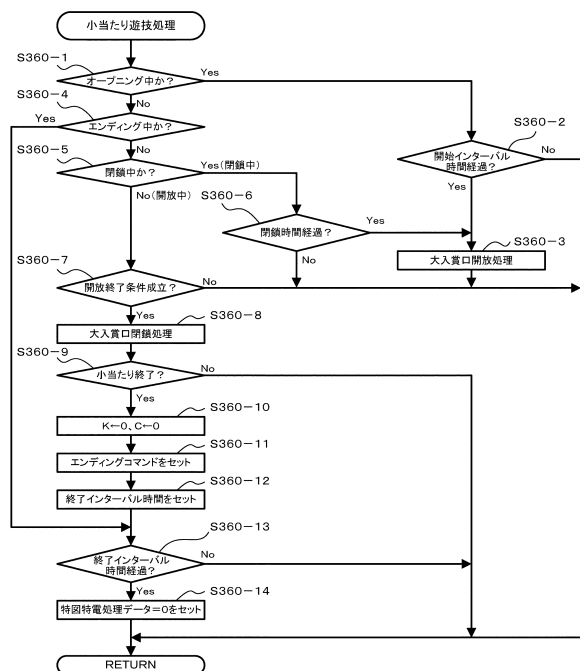 小当たり遊技処理
S360-1
オープニング中か?
Yes
No
S360-4
Yes
エンディング中か?
No
S360-2
開始インターバル
時間経過?
No
Yes
S360-5
閉鎖中か?
Yes(閉鎖中)
No(開放中)
S360-6
閉鎖時間経過?
Yes
No
S360-3
大入賞口開放処理
S360-7
開放終了条件成立?
No
Yes
S360-8
大入賞口閉鎖処理
S360-9
小当たり終了?
No
Yes
S360-10
K←0、C←0
S360-11
エンディングコマンドをセット
S360-12
終了インターバル時間をセット
S360-13
終了インターバル
時間経過?
No
Yes
S360-14
特図特電処理データ=0をセット
RETURN